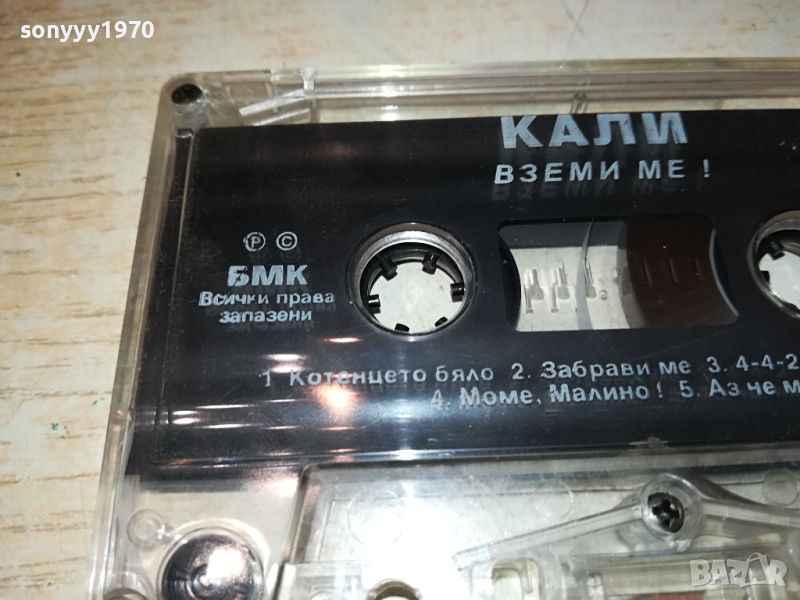 sonyyy1970
КАЛИ
ВЗЕМИ МЕ !
Ⓟ ©
БМК
Всички права
запазени
1 Котенцето бяло 2. Забрави ме 3. 4-4-2
4. Моме, Малино! 5. Аз че м
BAZAR